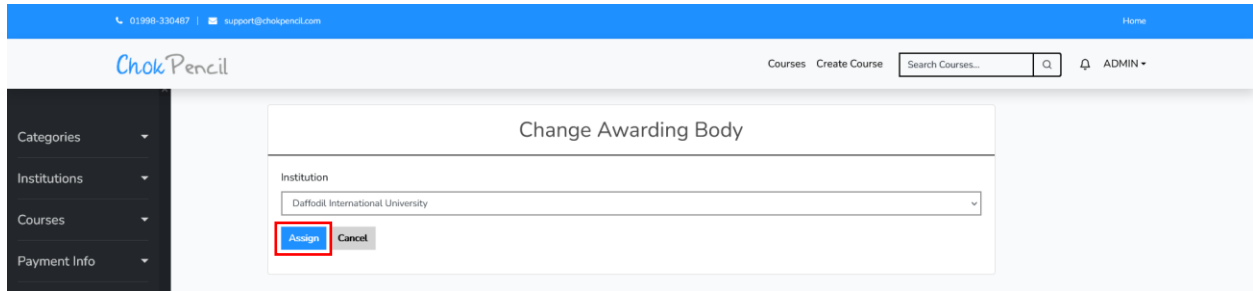 01998-330487 | support@chokpencil.com Home
ChokPencil Courses Create Course Search Courses... ADMIN
Categories
Institutions
Courses
Payment Info
Change Awarding Body
Institution
Daffodil International University
Assign Cancel